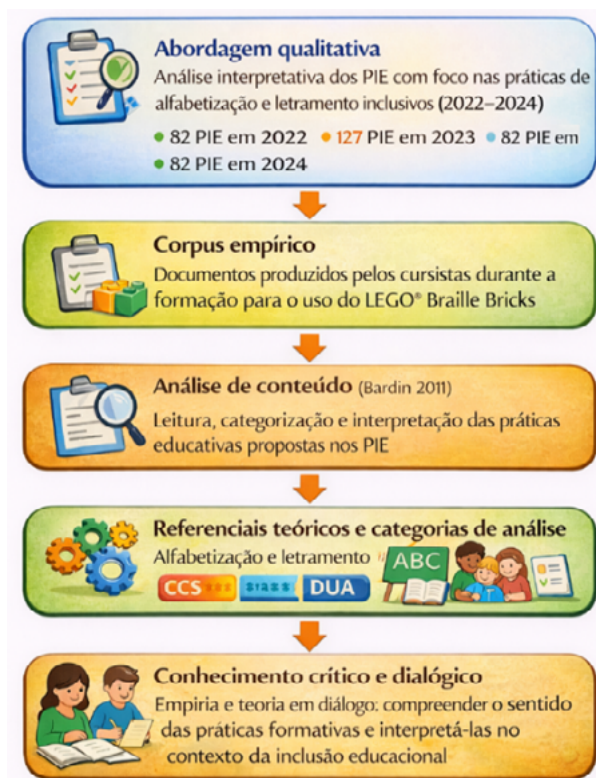 Abordagem qualitativa
Análise interpretativa dos PIE com foco nas práticas de
alfabetização e letramento inclusivos (2022–2024)
• 82 PIE em 2022 • 127 PIE em 2023 • 82 PIE em
• 82 PIE em 2024
Corpus empírico
Documentos produzidos pelos cursistas durante a
formação para o uso do LEGO® Braille Bricks
Análise de conteúdo (Bardin 2011)
Leitura, categorização e interpretação das práticas
educativas propostas nos PIE
Referenciais teóricos e categorias de análise
Alfabetização e letramento
ABC
CCS DUA
Conhecimento crítico e dialógico
Empiria e teoria em diálogo: compreender o sentido
das práticas formativas e interpretá-las no
contexto da inclusão educacional